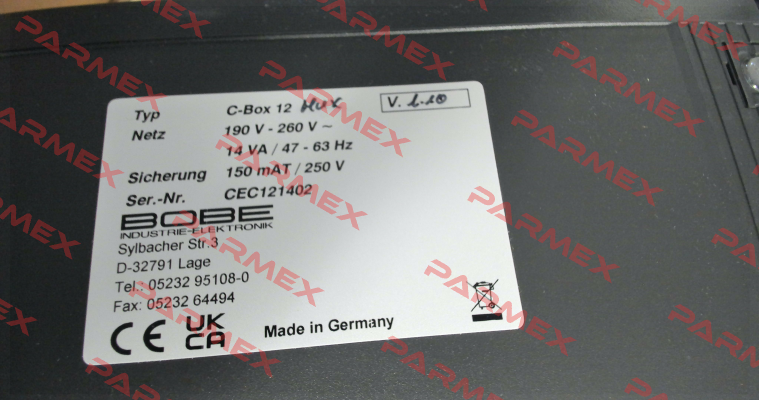 Typ C-Box 12 Mux V. 1.10
Netz 190 V - 260 V ~
14 VA / 47 - 63 Hz
Sicherung 150 mAT / 250 V
Ser.-Nr. CEC121402
BOBE
INDUSTRIE-ELEKTRONIK
Sylbacher Str.3
D-32791 Lage
Tel.: 05232 95108-0
Fax: 05232 64494
CE UK CA Made in Germany
PARMEX